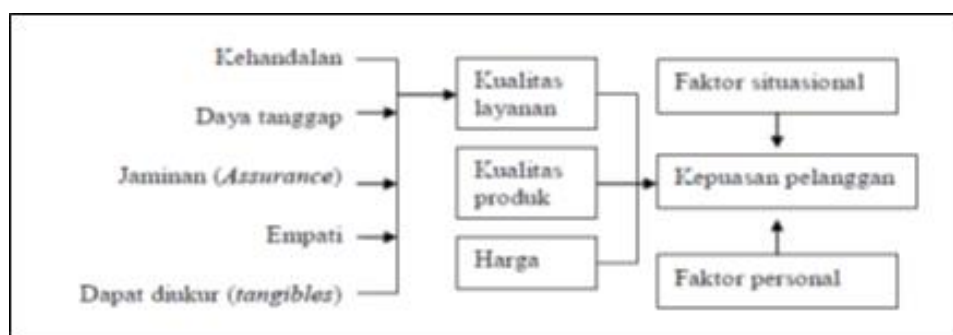 Kehandalan
Daya tanggap
Jaminan (Assurance)
Empati
Dapat diukur (tangibles)
Kualitas
layanan
Kualitas
produk
Harga
Faktor situasional
Kepuasan pelanggan
Faktor personal